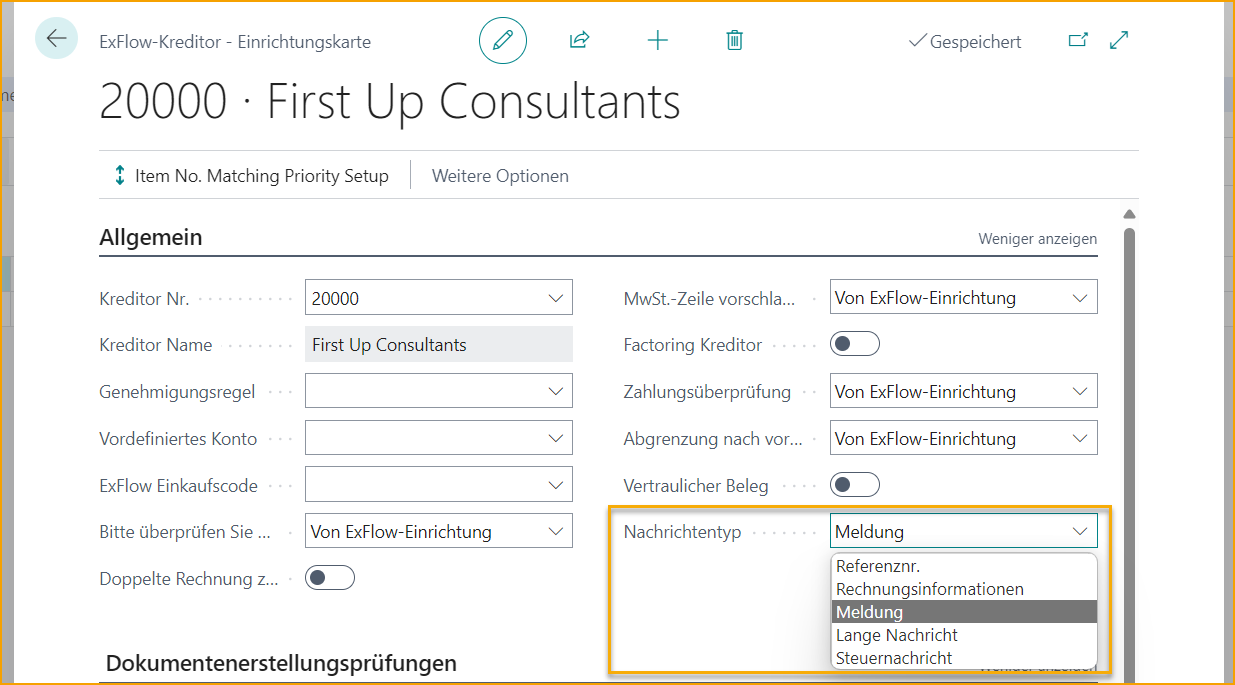 ExFlow-Kreditor - Einrichtungskarte
Gespeichert
20000 · First Up Consultants
Item No. Matching Priority Setup
Weitere Optionen
Allgemein
Weniger anzeigen
Kreditor Nr.
20000
Kreditor Name
First Up Consultants
Genehmigungsregel
Vordefiniertes Konto
ExFlow Einkaufscode
Bitte überprüfen Sie ...
Von ExFlow-Einrichtung
Doppelte Rechnung z...
MwSt.-Zeile vorschla...
Von ExFlow-Einrichtung
Factoring Kreditor
Zahlungsüberprüfung
Von ExFlow-Einrichtung
Abgrenzung nach vor...
Von ExFlow-Einrichtung
Vertraulicher Beleg
Nachrichtentyp
Meldung
Referenznr.
Rechnungsinformationen
Meldung
Lange Nachricht
Steuernachricht
Dokumentenerstellungsprüfungen
Weniger anzeigen